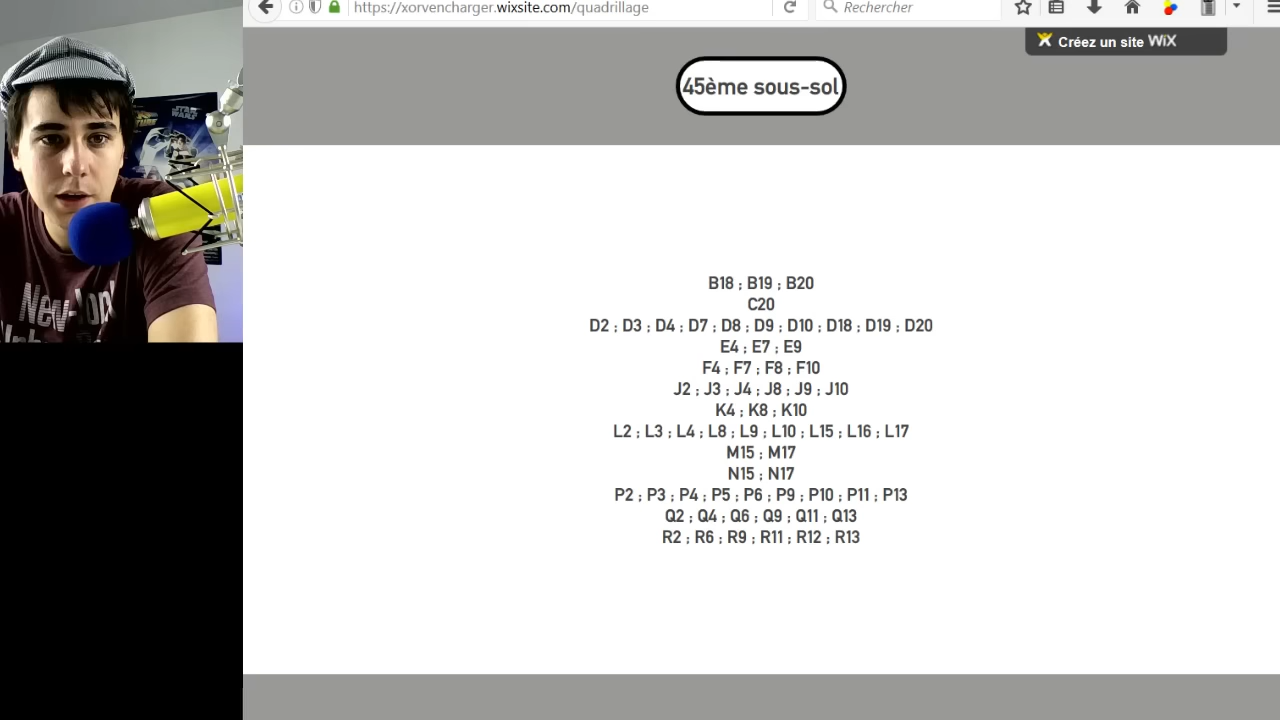 https://xorvencharger.wixsite.com/quadrillage
Rechercher
Créez un site WiX
45ème sous-sol
STAR
WARS
New-
B18 ; B19 ; B20
C20
D2 ; D3 ; D4 ; D7 ; D8 ; D9 ; D10 ; D18 ; D19 ; D20
E4 ; E7 ; E9
F4 ; F7 ; F8 ; F10
J2 ; J3 ; J4 ; J8 ; J9 ; J10
K4 ; K8 ; K10
L2 ; L3 ; L4 ; L8 ; L9 ; L10 ; L15 ; L16 ; L17
M15 ; M17
N15 ; N17
P2 ; P3 ; P4 ; P5 ; P6 ; P9 ; P10 ; P11 ; P13
Q2 ; Q4 ; Q6 ; Q9 ; Q11 ; Q13
R2 ; R6 ; R9 ; R11 ; R12 ; R13